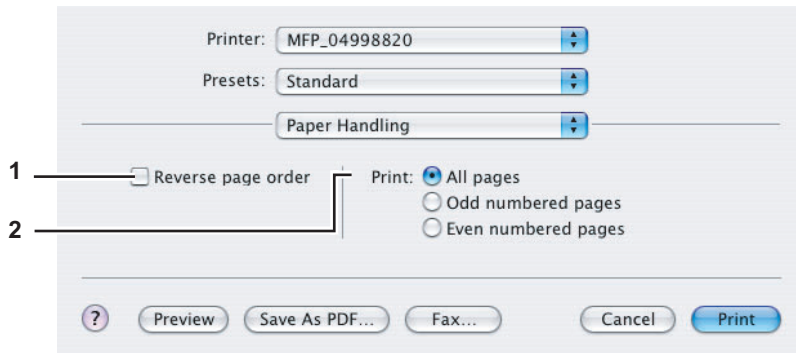 Printer: MFP_04998820
Presets: Standard
Paper Handling
1 Reverse page order Print: All pages
Odd numbered pages
2 Even numbered pages
? Preview Save As PDF... Fax... Cancel Print